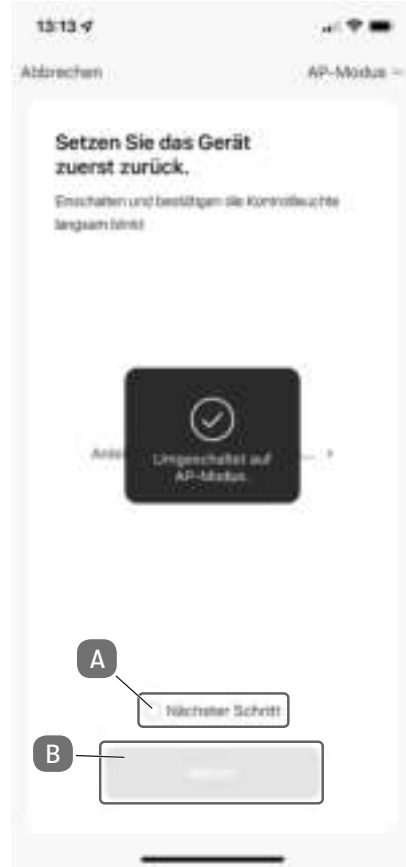 13:13
Abbrechen
AP-Modus
Setzen Sie das Gerät
zuerst zurück.
Einschalten und bestätigen die Kontrollleuchte
langsam blinkt
Umgeschaltet auf
AP-Modus.
A
Nächster Schritt
B